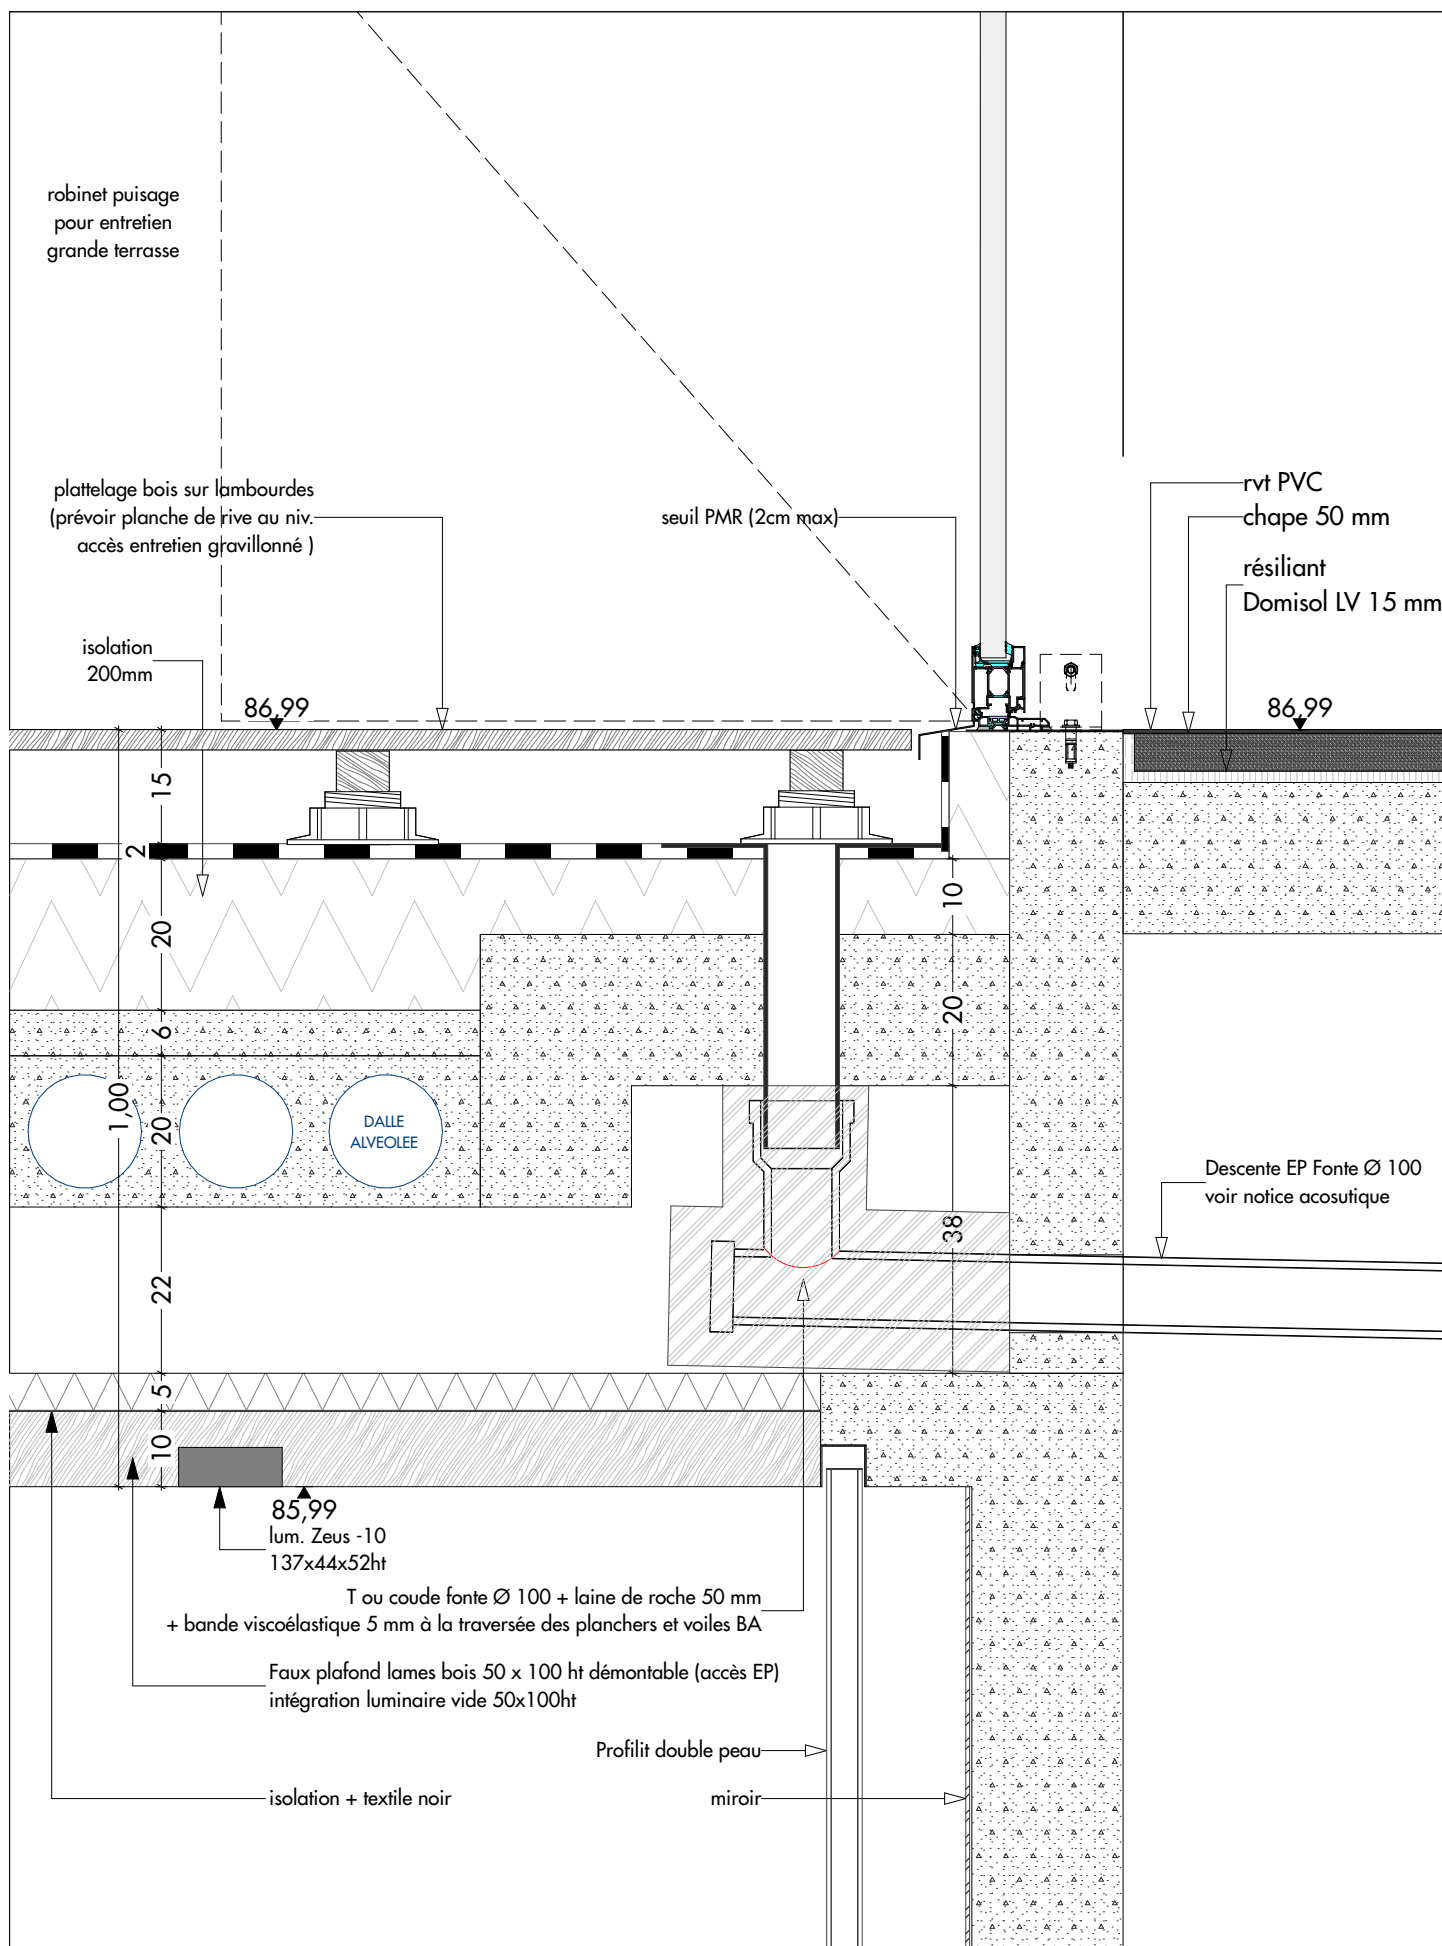 robinet puisage
pour entretien
grande terrasse
plattelage bois sur lambourdes
(prévoir planche de rive au niv.
accès entretien gravillonné )
seuil PMR (2cm max)
rvt PVC
chape 50 mm
résiliant
Domisol LV 15 mm
isolation
200mm
86,99
86,99
15
2
20
6
20
22
5
10
1,00
10
20
38
DALLE
ALVEOLEE
Descente EP Fonte Ø 100
voir notice acosutique
85,99
lum. Zeus -10
137x44x52ht
T ou coude fonte Ø 100 + laine de roche 50 mm
+ bande viscoélastique 5 mm à la traversée des planchers et voiles BA
Faux plafond lames bois 50 x 100 ht démontable (accès EP)
intégration luminaire vide 50x100ht
Profilit double peau
isolation + textile noir
miroir